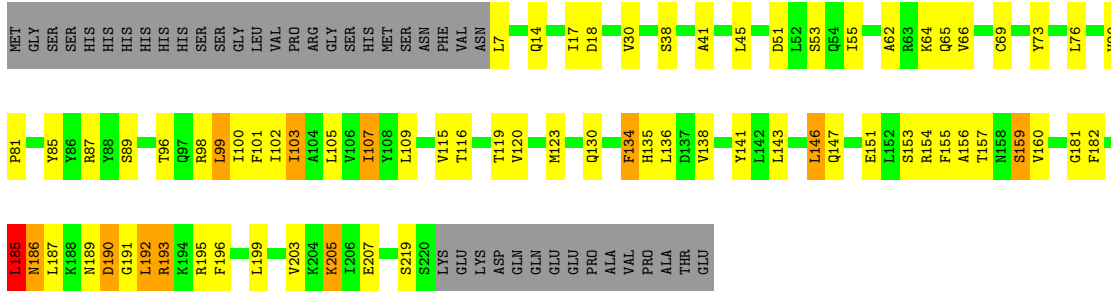 MET GLY SER SER HIS HIS HIS HIS HIS HIS SER SER GLY LEU VAL PRO ARG GLY SER HIS MET SER ASN PHE VAL ASN L7 Q14 I17 D18 V30 S38 A41 L45 D51 L52 S53 Q54 I55 A62 R63 K64 Q65 V66 C69 Y73 L76
P81 Y85 Y86 R87 Y88 S89 T96 Q97 R98 L99 I100 F101 I102 I103 A104 L105 V106 I107 Y108 L109 V115 T116 T119 V120 M123 Q130 F134 H135 L136 D137 V138 Y141 L142 L143 L146 Q147 E151 L152 S153 R154 F155 A156 T157 N158 S159 V160 G181 F182
L185 N186 L187 K188 N189 D190 G191 L192 R193 K194 R195 F196 L199 V203 K204 K205 I206 E207 S219 S220 LYS GLU LYS ASP GLN GLN GLU GLU PRO ALA VAL PRO ALA THR GLU